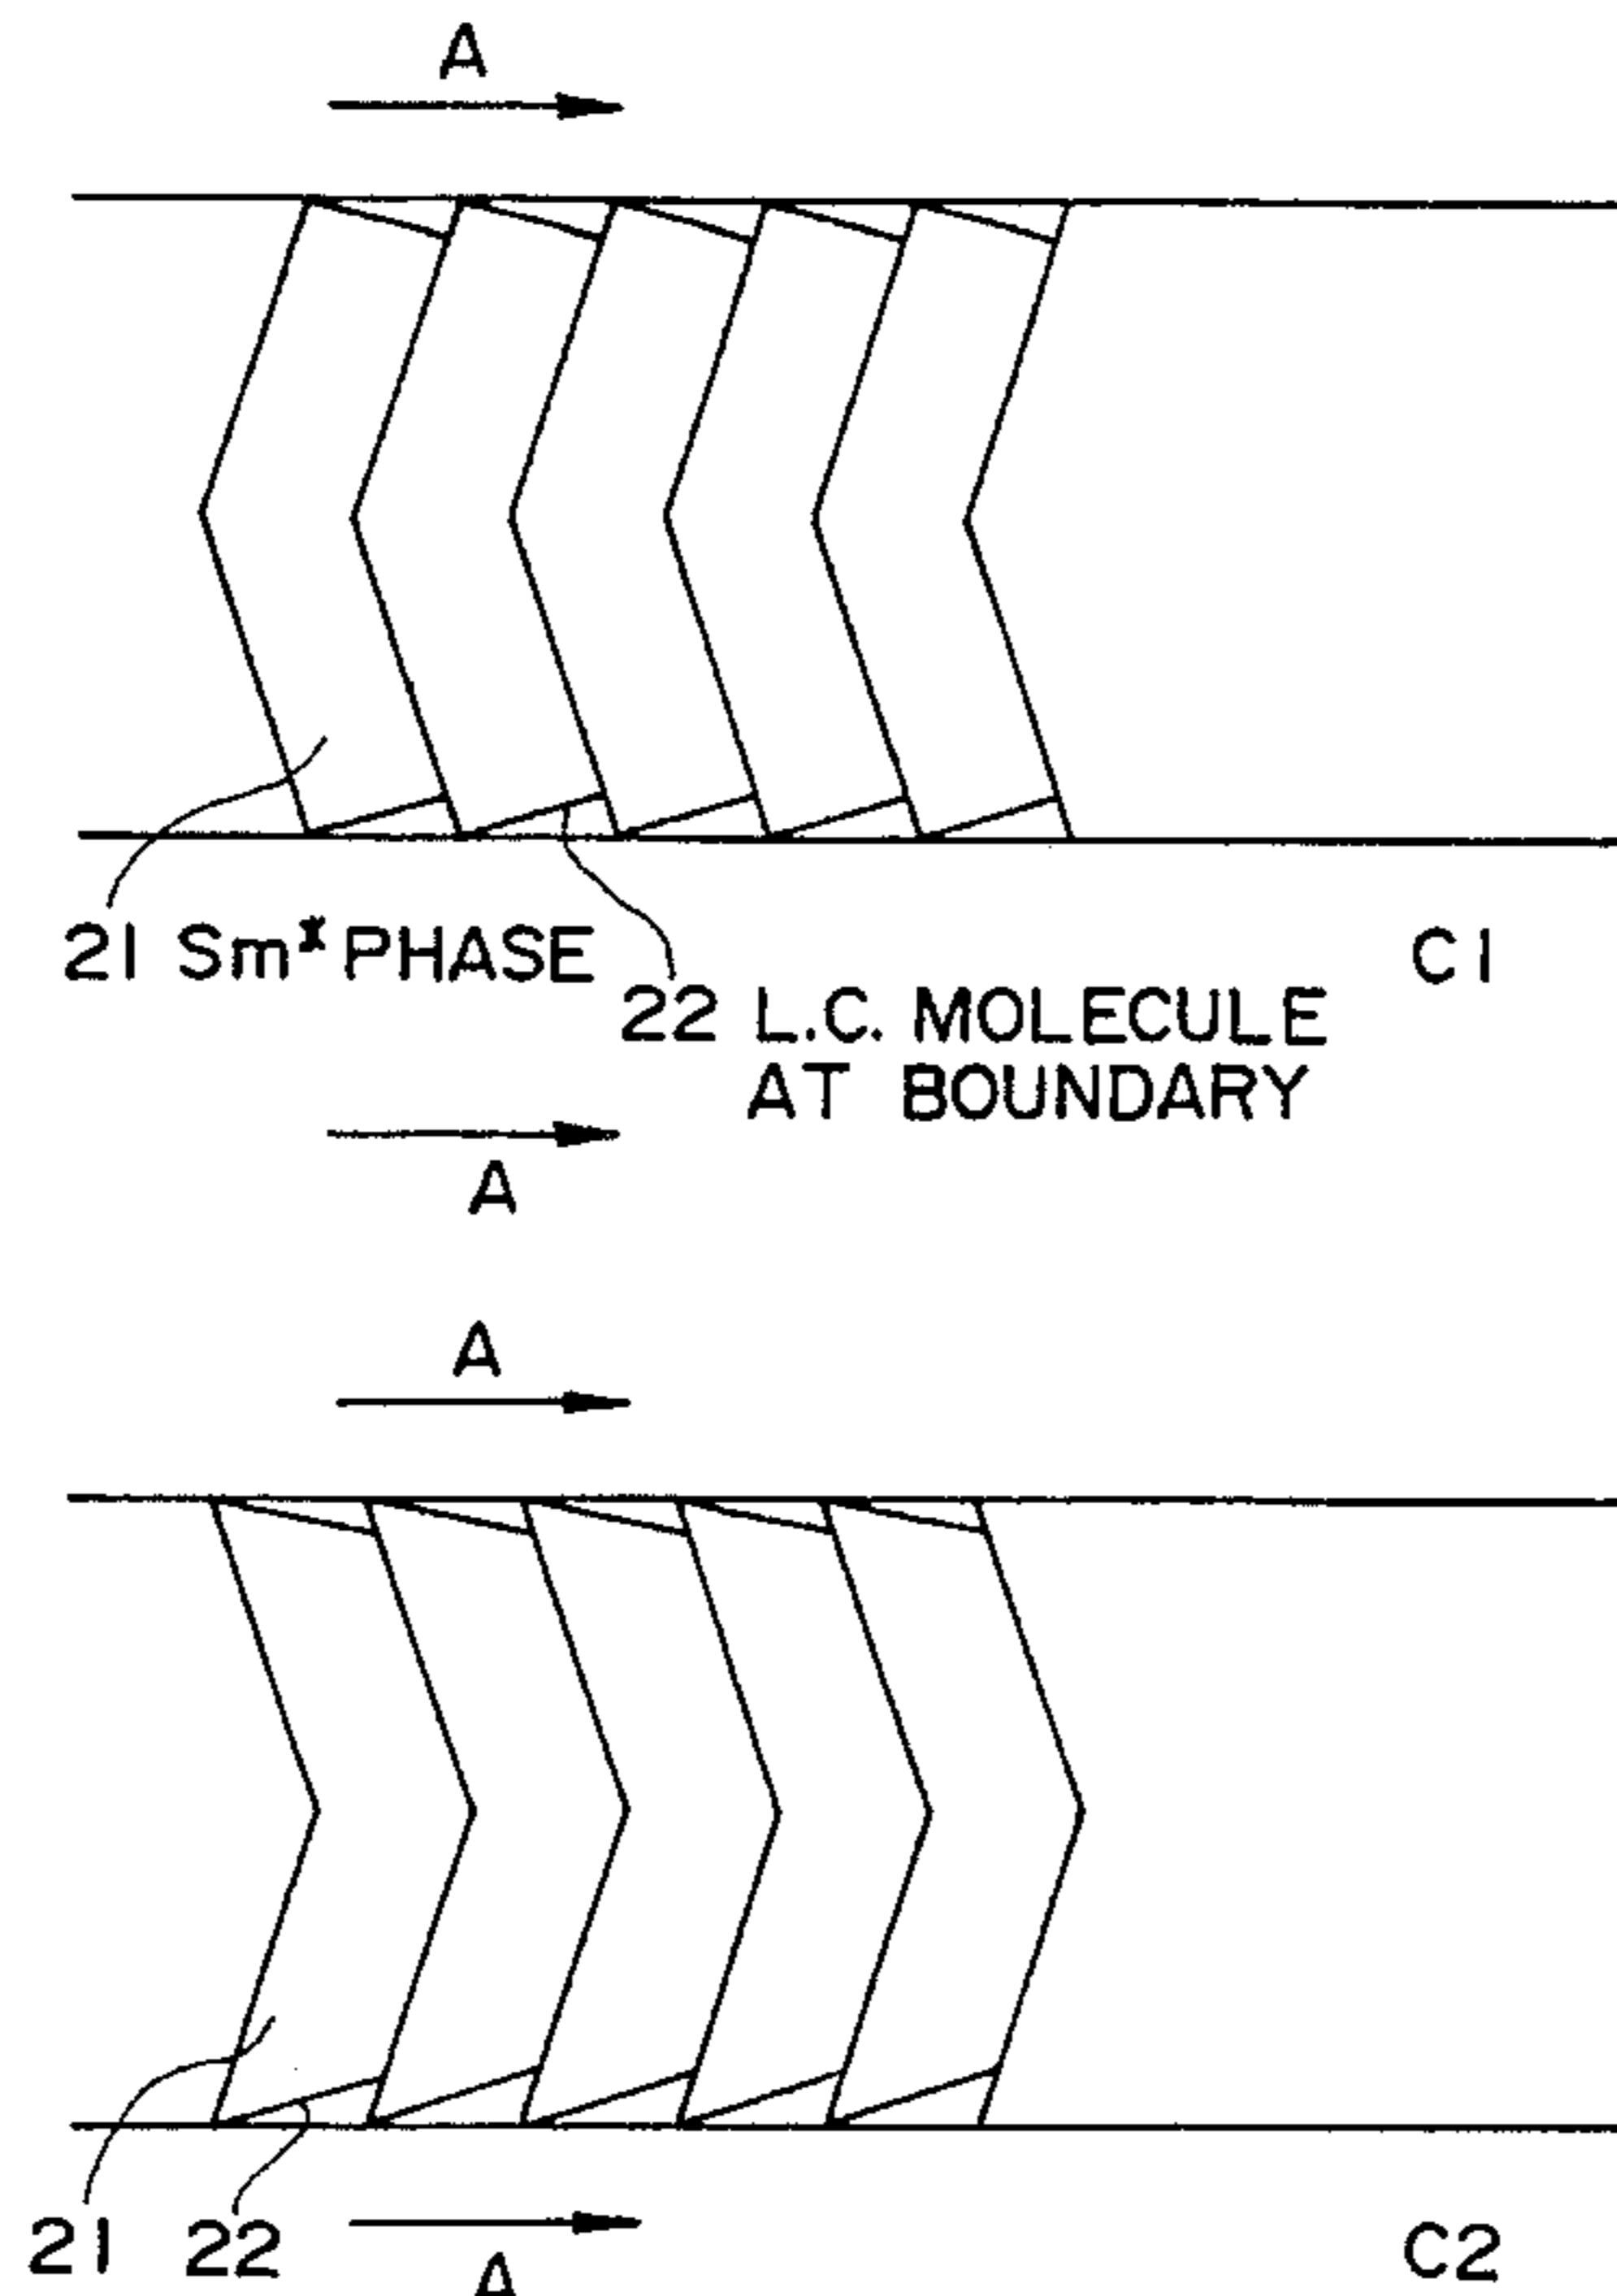 A
21 Sm* PHASE
C1
22 L.C. MOLECULE
AT BOUNDARY
A
A
21 22
C2
A